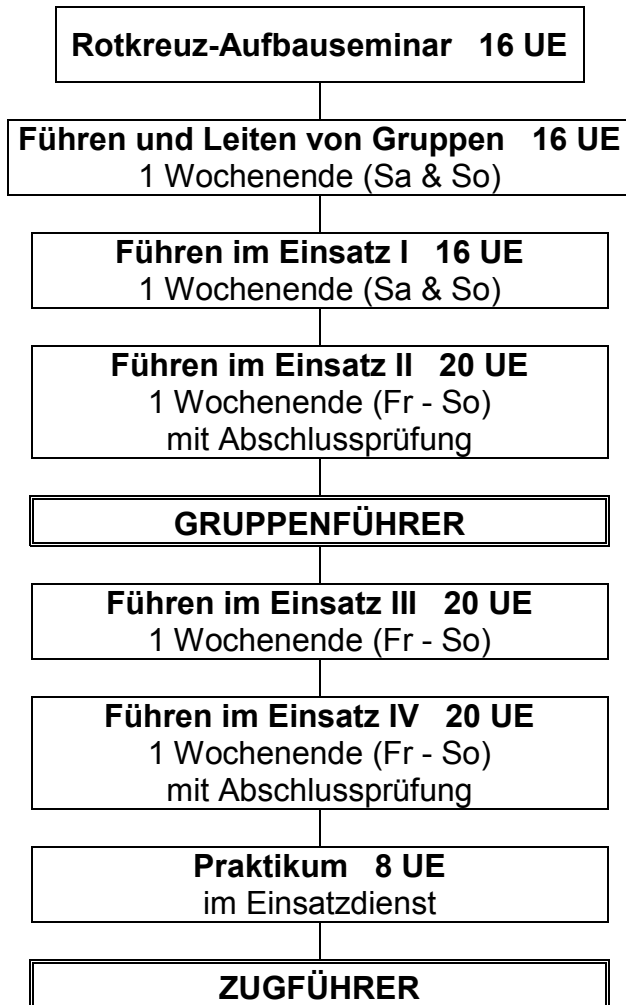 Rotkreuz-Aufbauseminar 16 UE
Führen und Leiten von Gruppen 16 UE
1 Wochenende (Sa & So)
Führen im Einsatz I 16 UE
1 Wochenende (Sa & So)
Führen im Einsatz II 20 UE
1 Wochenende (Fr - So)
mit Abschlussprüfung
GRUPPENFÜHRER
Führen im Einsatz III 20 UE
1 Wochenende (Fr - So)
Führen im Einsatz IV 20 UE
1 Wochenende (Fr - So)
mit Abschlussprüfung
Praktikum 8 UE
im Einsatzdienst
ZUGFÜHRER